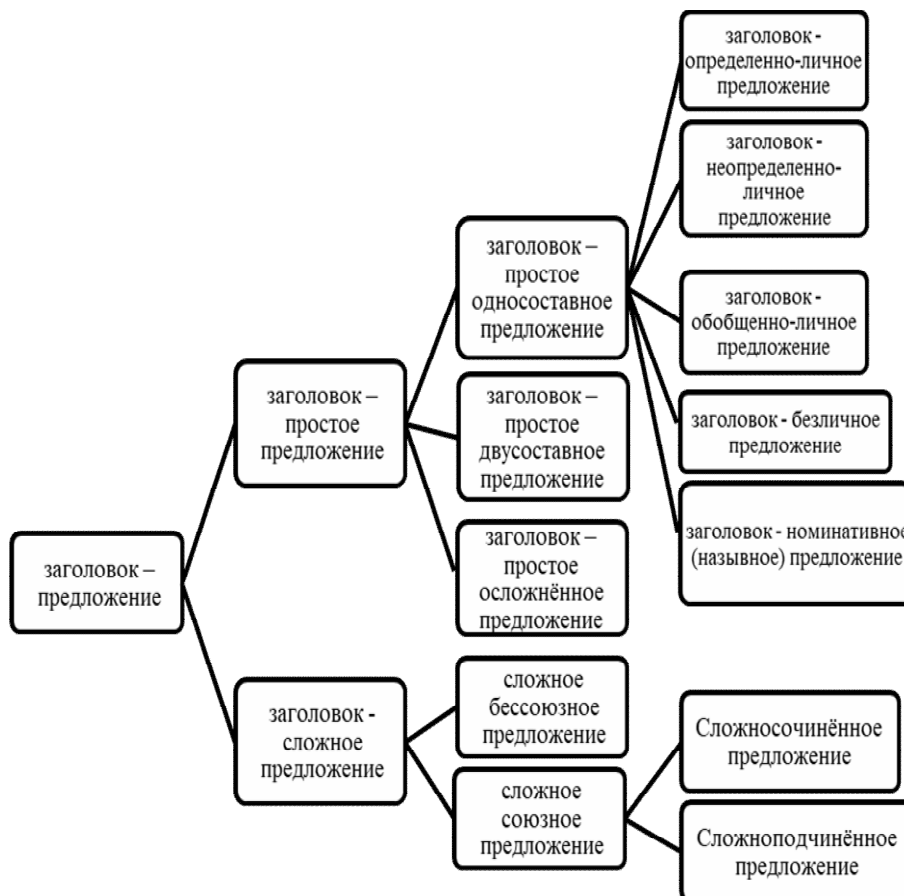 заголовок –
предложение
заголовок –
простое
предложение
заголовок -
сложное
предложение
заголовок –
простое
односоставное
предложение
заголовок –
простое
двусоставное
предложение
заголовок –
простое
осложнённое
предложение
сложное
бессоюзное
предложение
сложное
союзное
предложение
заголовок -
определенно-личное
предложение
заголовок -
неопределенно-
личное
предложение
заголовок -
обобщенно-личное
предложение
заголовок - безличное
предложение
заголовок - номинативное
(назывное) предложение
Сложносочинённое
предложение
Сложноподчинённое
предложение